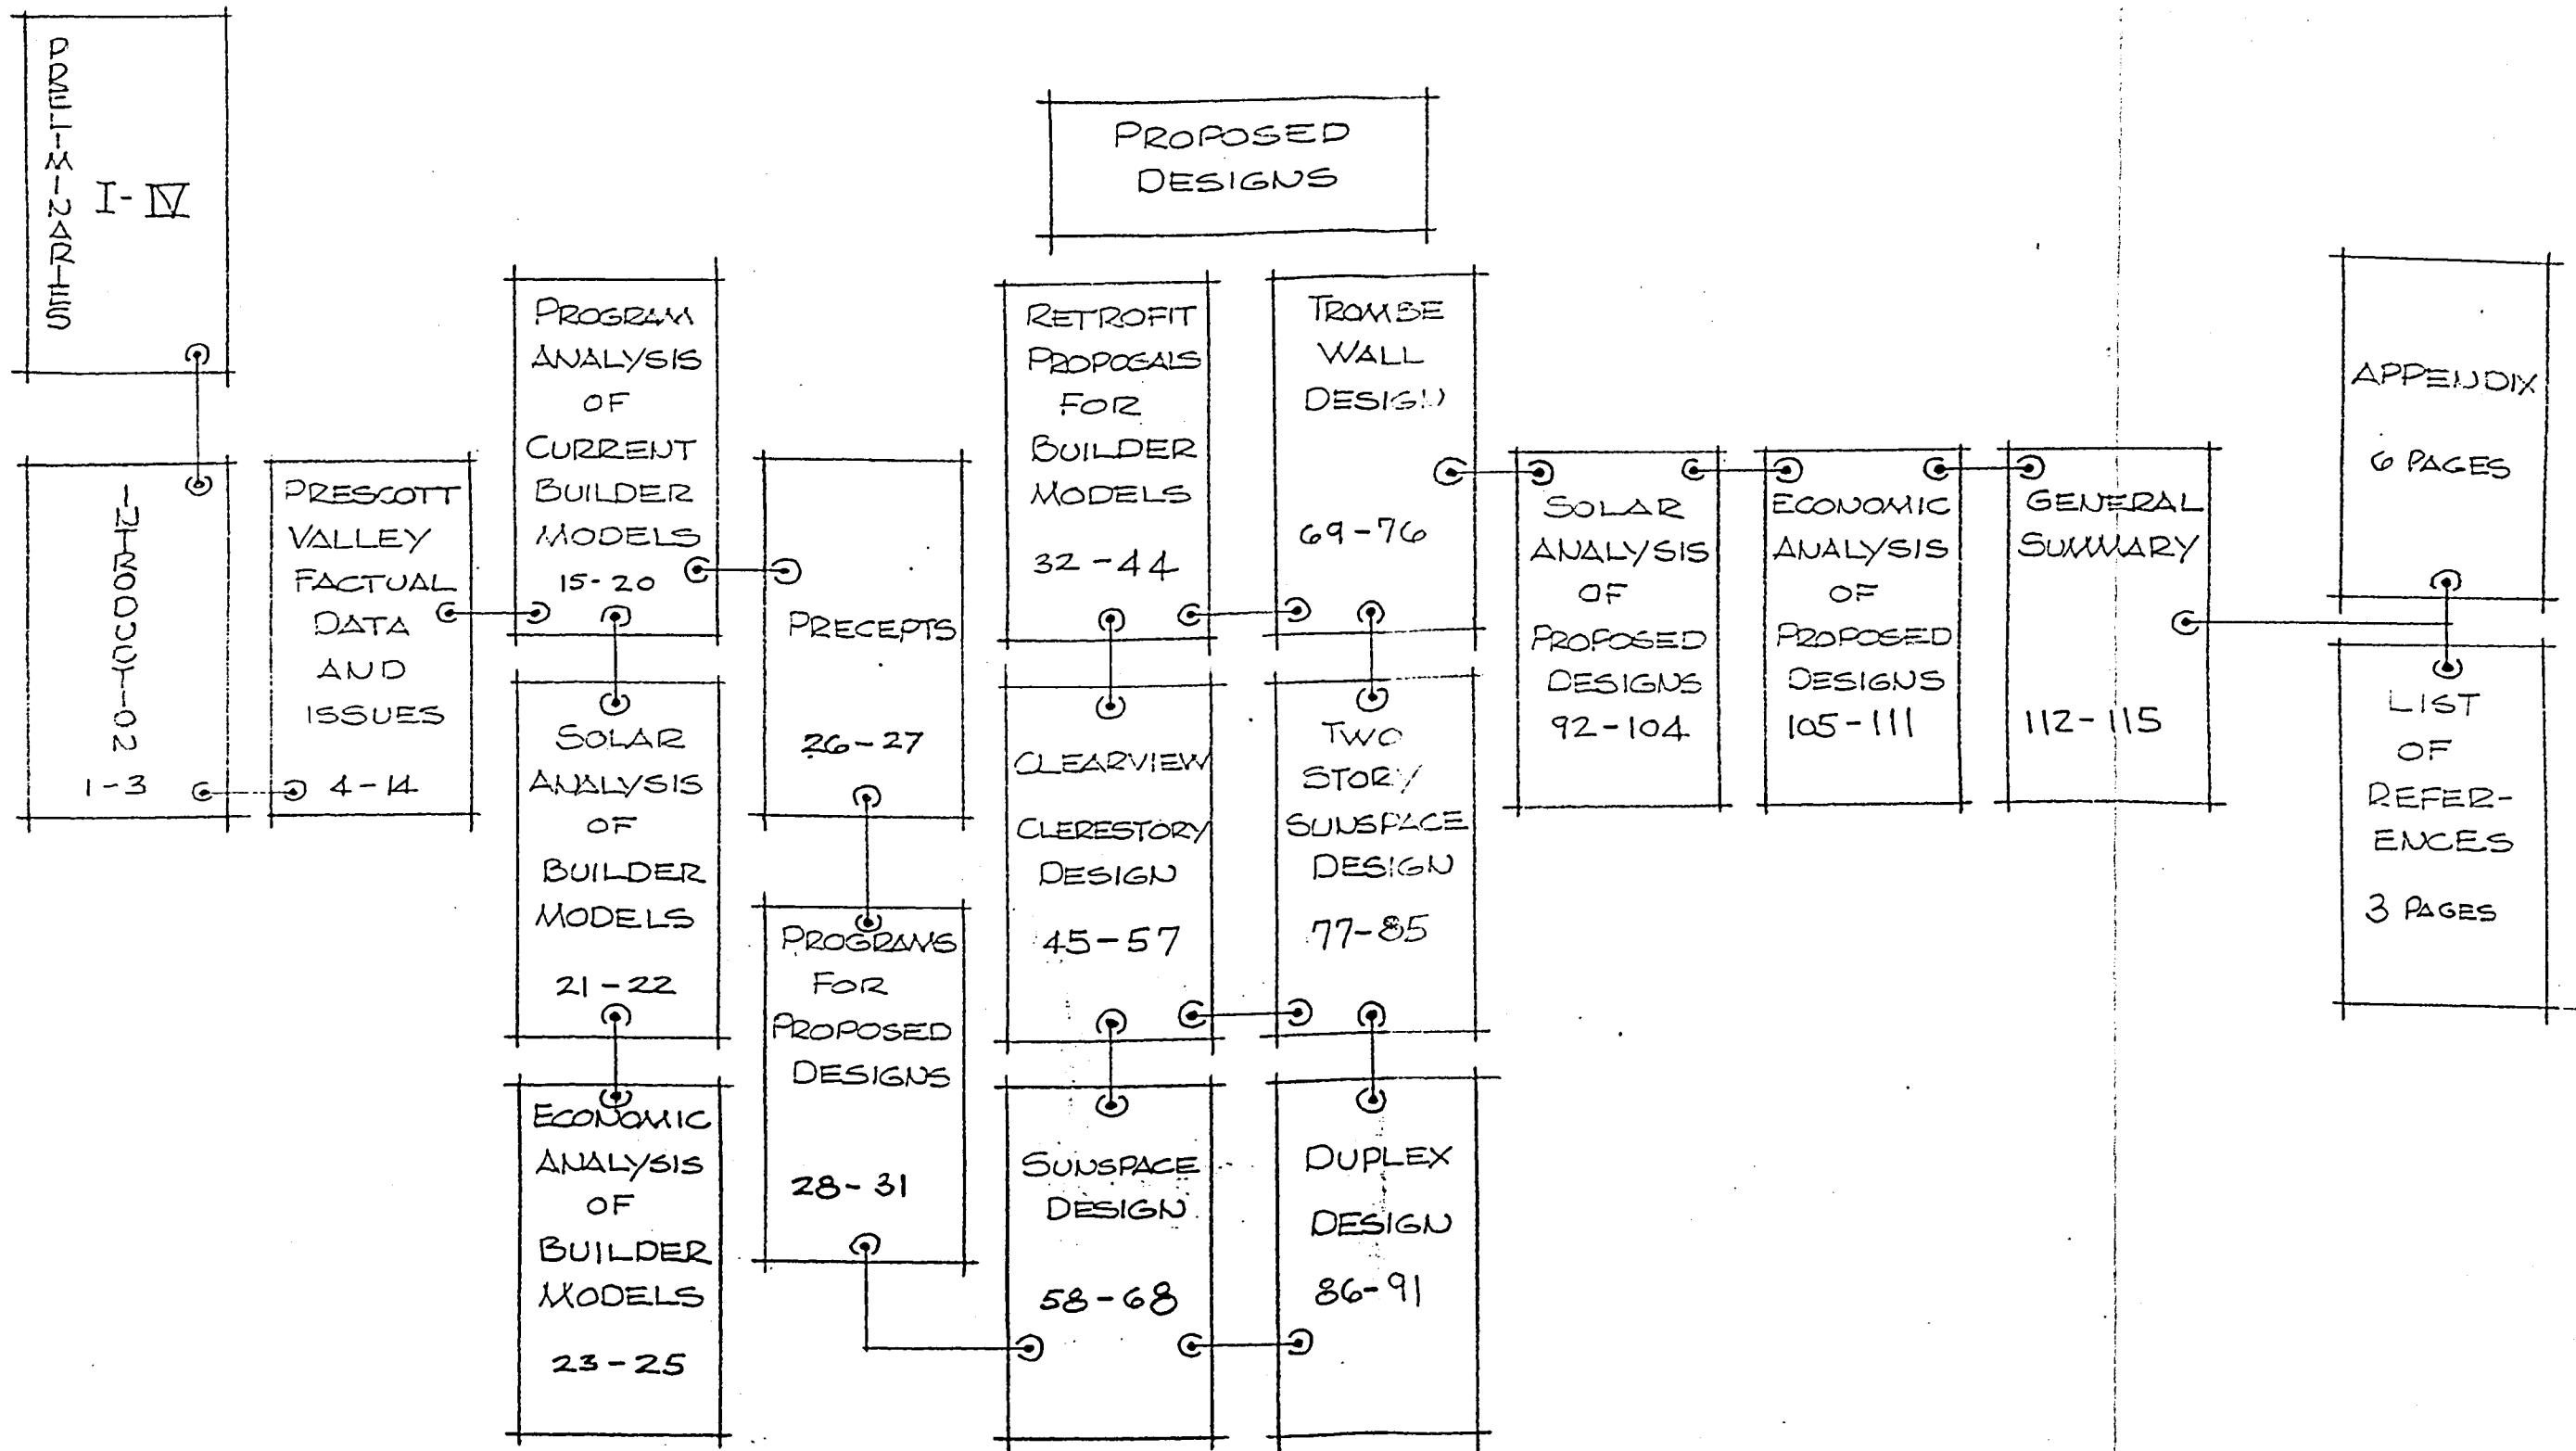 PRELIMINARIES
I-IV
INTRODUCTION
1-3
PRESCOTT
VALLEY
FACTUAL
DATA
AND
ISSUES
4-14
PROGRAM
ANALYSIS
OF
CURRENT
BUILDER
MODELS
15-20
SOLAR
ANALYSIS
OF
BUILDER
MODELS
21-22
ECONOMIC
ANALYSIS
OF
BUILDER
MODELS
23-25
PRECEPTS
26-27
PROGRAMS
FOR
PROPOSED
DESIGNS
28-31
PROPOSED
DESIGNS
RETROFIT
PROPOSALS
FOR
BUILDER
MODELS
32-44
CLEARVIEW
CLERESTORY
DESIGN
45-57
SUNSPACE
DESIGN
58-68
TROMBE
WALL
DESIGN
69-76
TWO
STORY
SUNSPACE
DESIGN
77-85
DUPLEX
DESIGN
86-91
SOLAR
ANALYSIS
OF
PROPOSED
DESIGNS
92-104
ECONOMIC
ANALYSIS
OF
PROPOSED
DESIGNS
105-111
GENERAL
SUMMARY
112-115
APPENDIX
6 PAGES
LIST
OF
REFER-
ENCES
3 PAGES